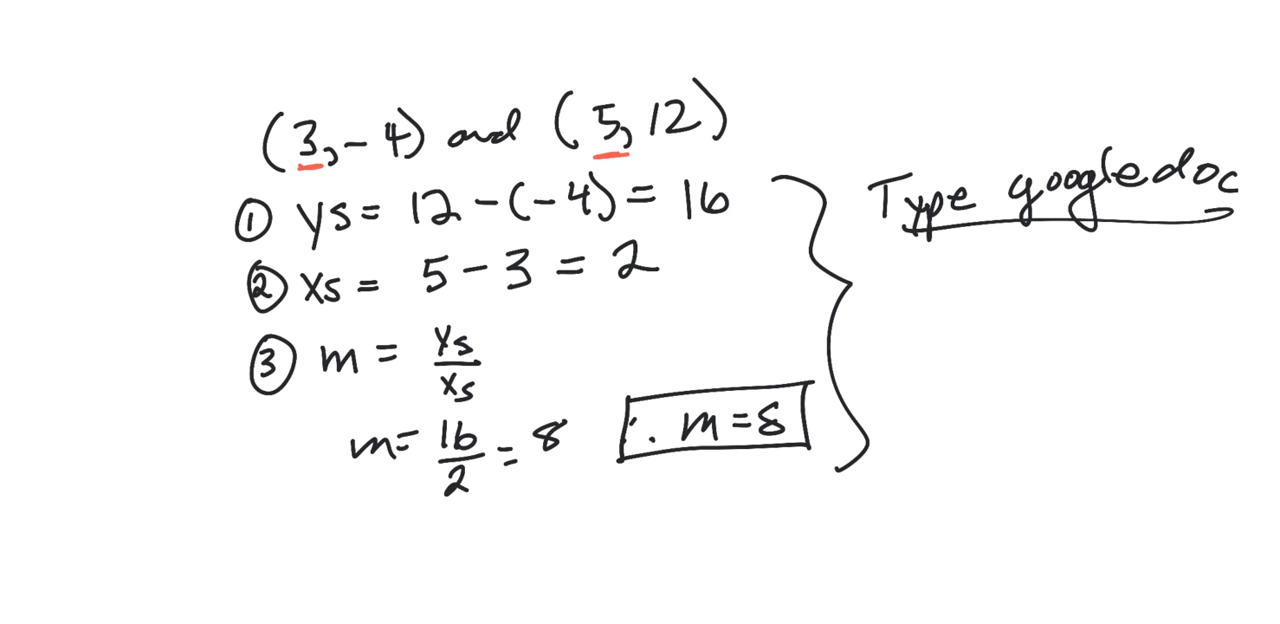 (3, -4) and (5, 12)
① ys = 12 - (-4) = 16
Type googledoc
② xs = 5 - 3 = 2
③ m = ys/xs
m = 16/2 = 8
∴ m = 8